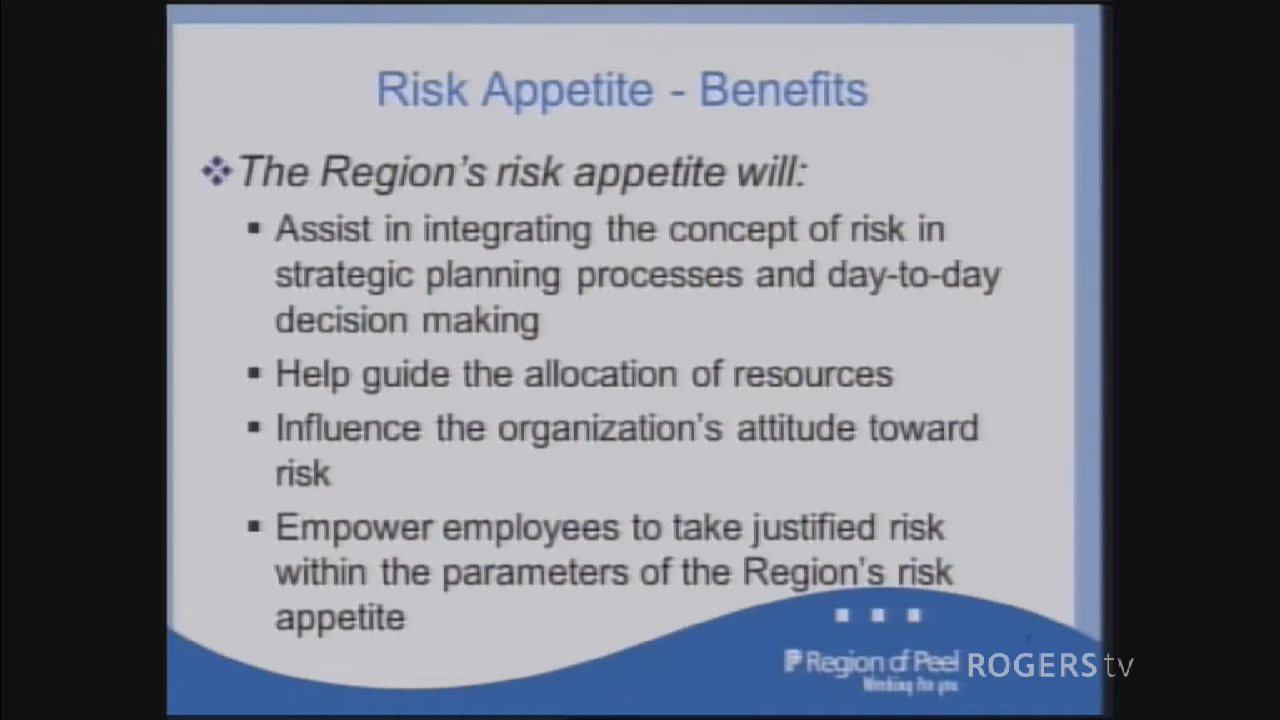 Risk Appetite - Benefits
The Region's risk appetite will:
Assist in integrating the concept of risk in
strategic planning processes and day-to-day
decision making
Help guide the allocation of resources
Influence the organization's attitude toward
risk
Empower employees to take justified risk
within the parameters of the Region's risk
appetite
Region of Peel
Working for you
ROGERS tv